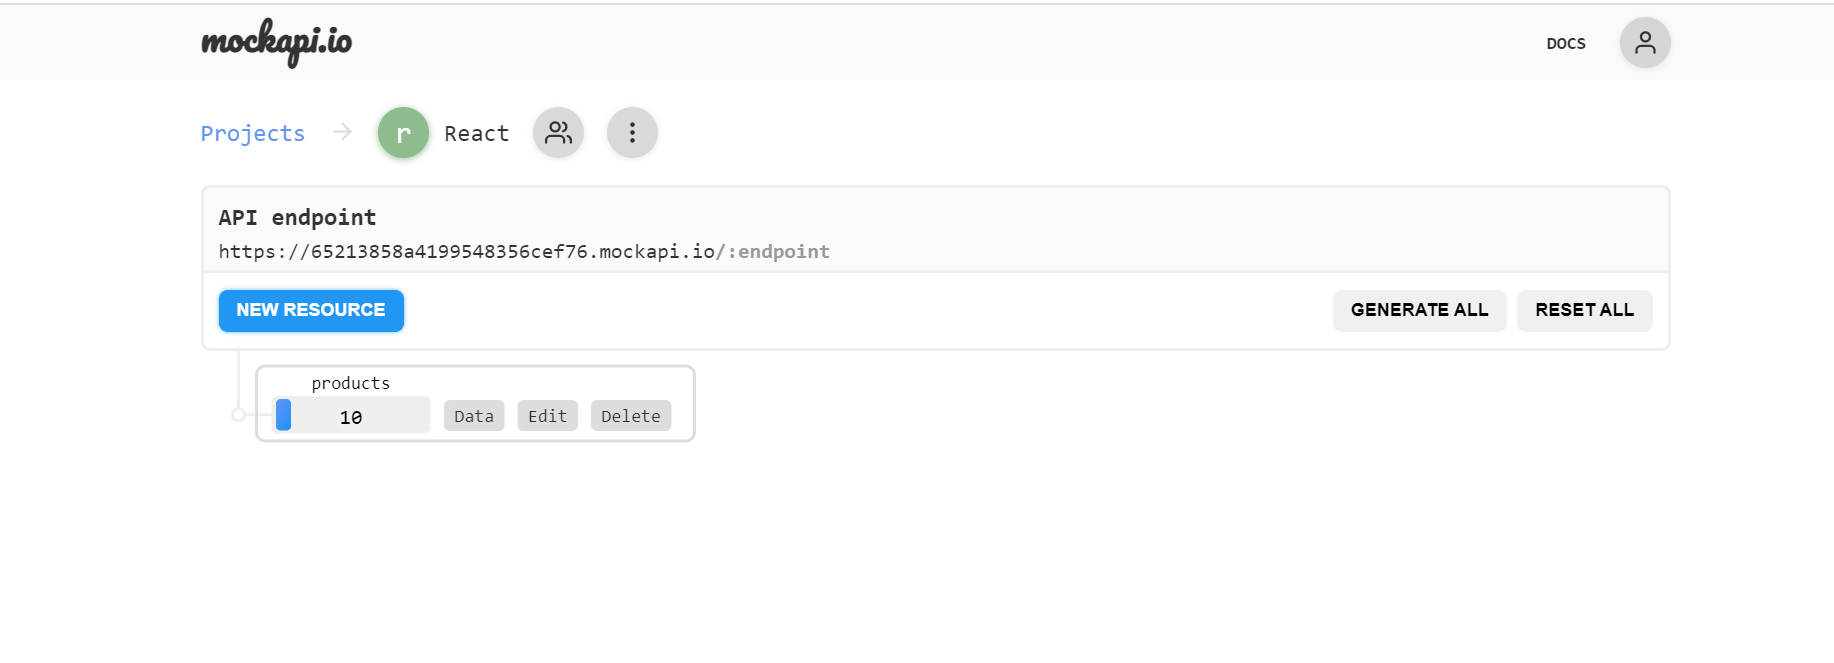 mockapi.io
DOCS
Projects → r React
API endpoint
https://65213858a4199548356cef76.mockapi.io/:endpoint
NEW RESOURCE
GENERATE ALL
RESET ALL
products
10
Data
Edit
Delete